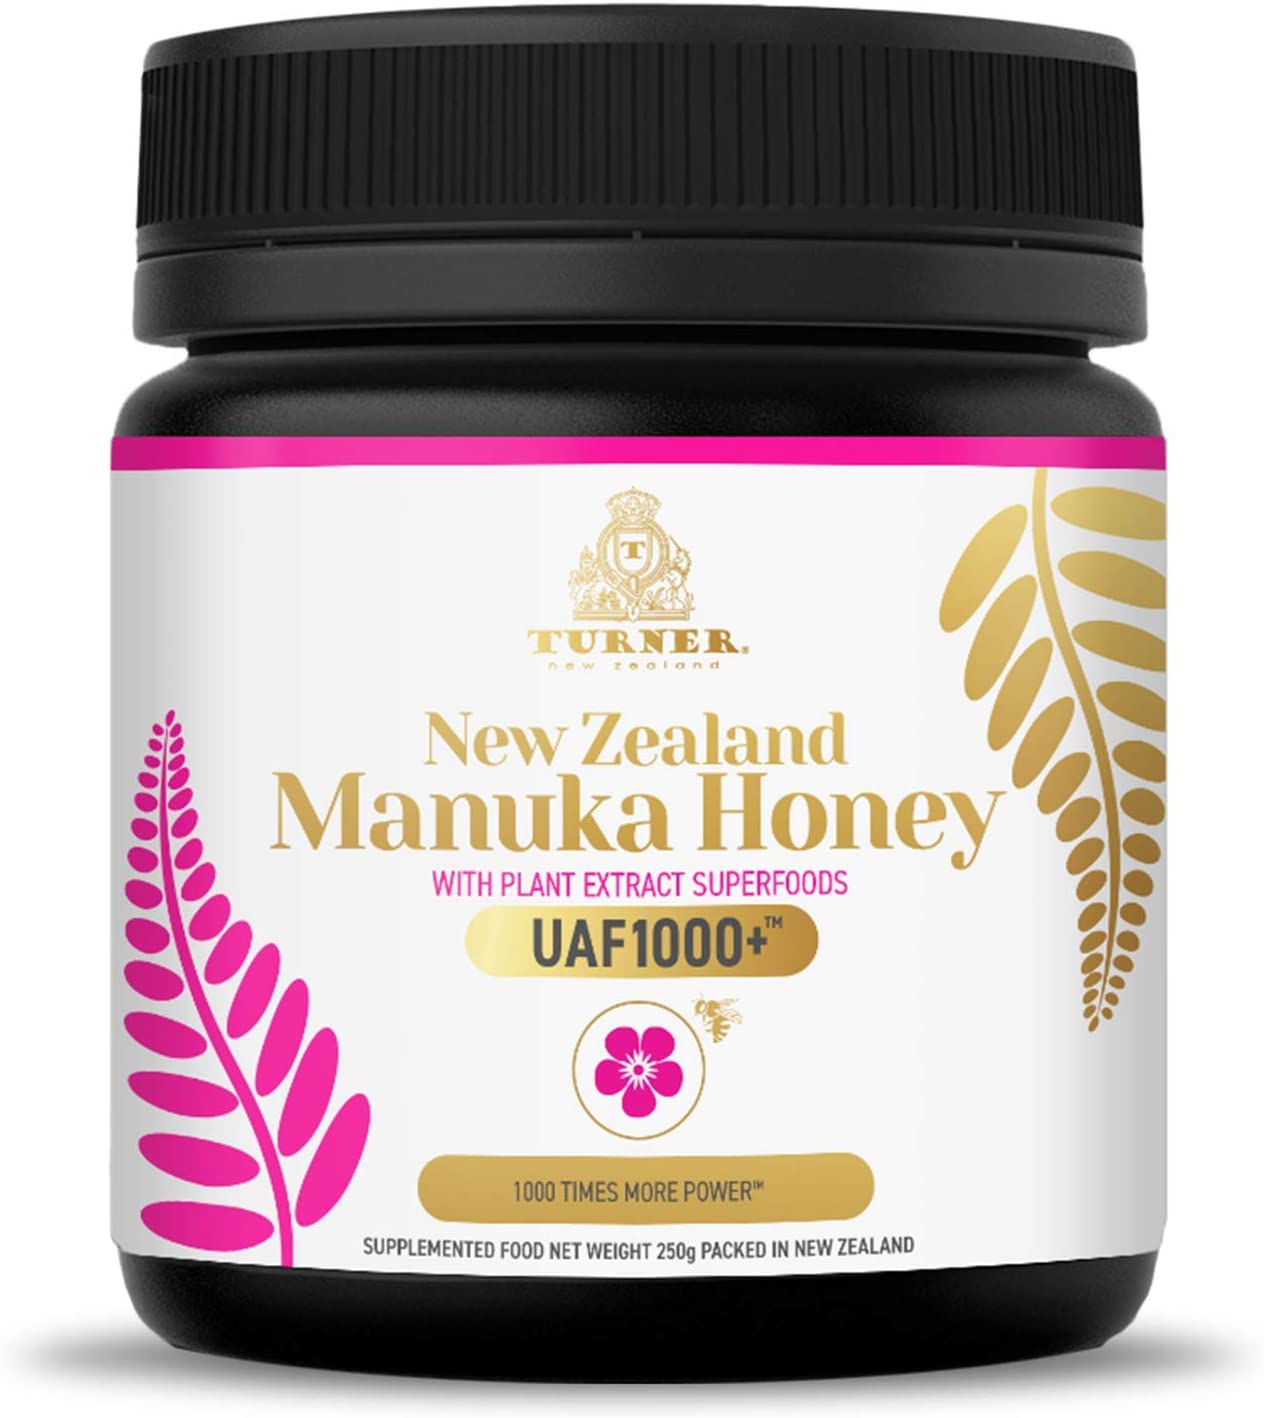 T
TURNER®
new zealand
New Zealand
Manuka Honey
WITH PLANT EXTRACT SUPERFOODS
UAF1000+™
1000 TIMES MORE POWER™
SUPPLEMENTED FOOD NET WEIGHT 250g PACKED IN NEW ZEALAND